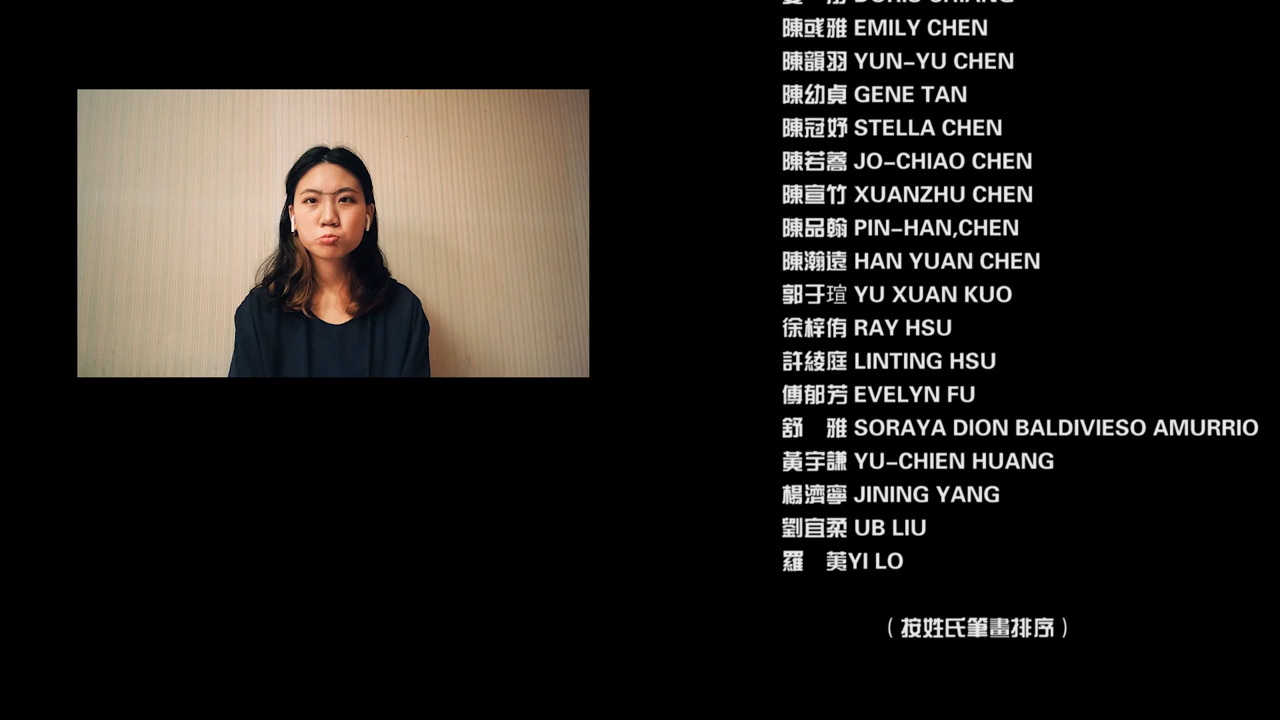 DORIS CHIANG
陳彧雅 EMILY CHEN
陳韻羽 YUN-YU CHEN
陳幼貞 GENE TAN
陳冠妤 STELLA CHEN
陳若蕎 JO-CHIAO CHEN
陳宣竹 XUANZHU CHEN
陳品翰 PIN-HAN,CHEN
陳瀚遠 HAN YUAN CHEN
郭于瑄 YU XUAN KUO
徐梓侑 RAY HSU
許綾庭 LINTING HSU
傅郁芳 EVELYN FU
舒　雅 SORAYA DION BALDIVIESO AMURRIO
黃宇謙 YU-CHIEN HUANG
楊濟寧 JINING YANG
劉宜柔 UB LIU
羅　 YI LO
（按姓氏筆畫排序）